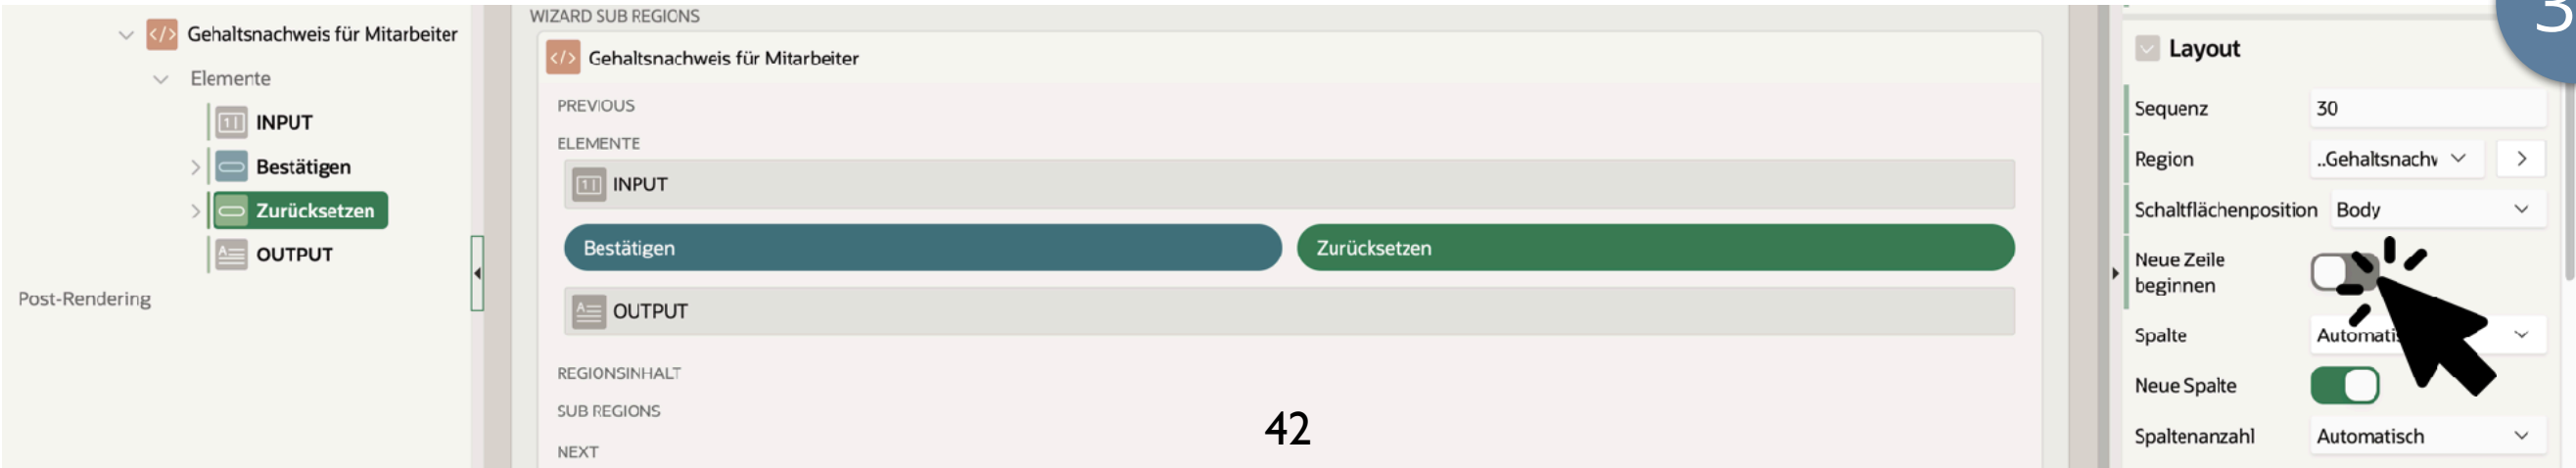 Gehaltsnachweis für Mitarbeiter
Elemente
INPUT
Bestätigen
Zurücksetzen
OUTPUT
Post-Rendering
WIZARD SUB REGIONS
Gehaltsnachweis für Mitarbeiter
PREVIOUS
ELEMENTE
INPUT
Bestätigen
Zurücksetzen
OUTPUT
REGIONSINHALT
SUB REGIONS
NEXT
42
3
Layout
Sequenz 30
Region ..Gehaltsnachv
Schaltflächenposition Body
Neue Zeile
beginnen
Spalte Automatis
Neue Spalte
Spaltenanzahl Automatisch